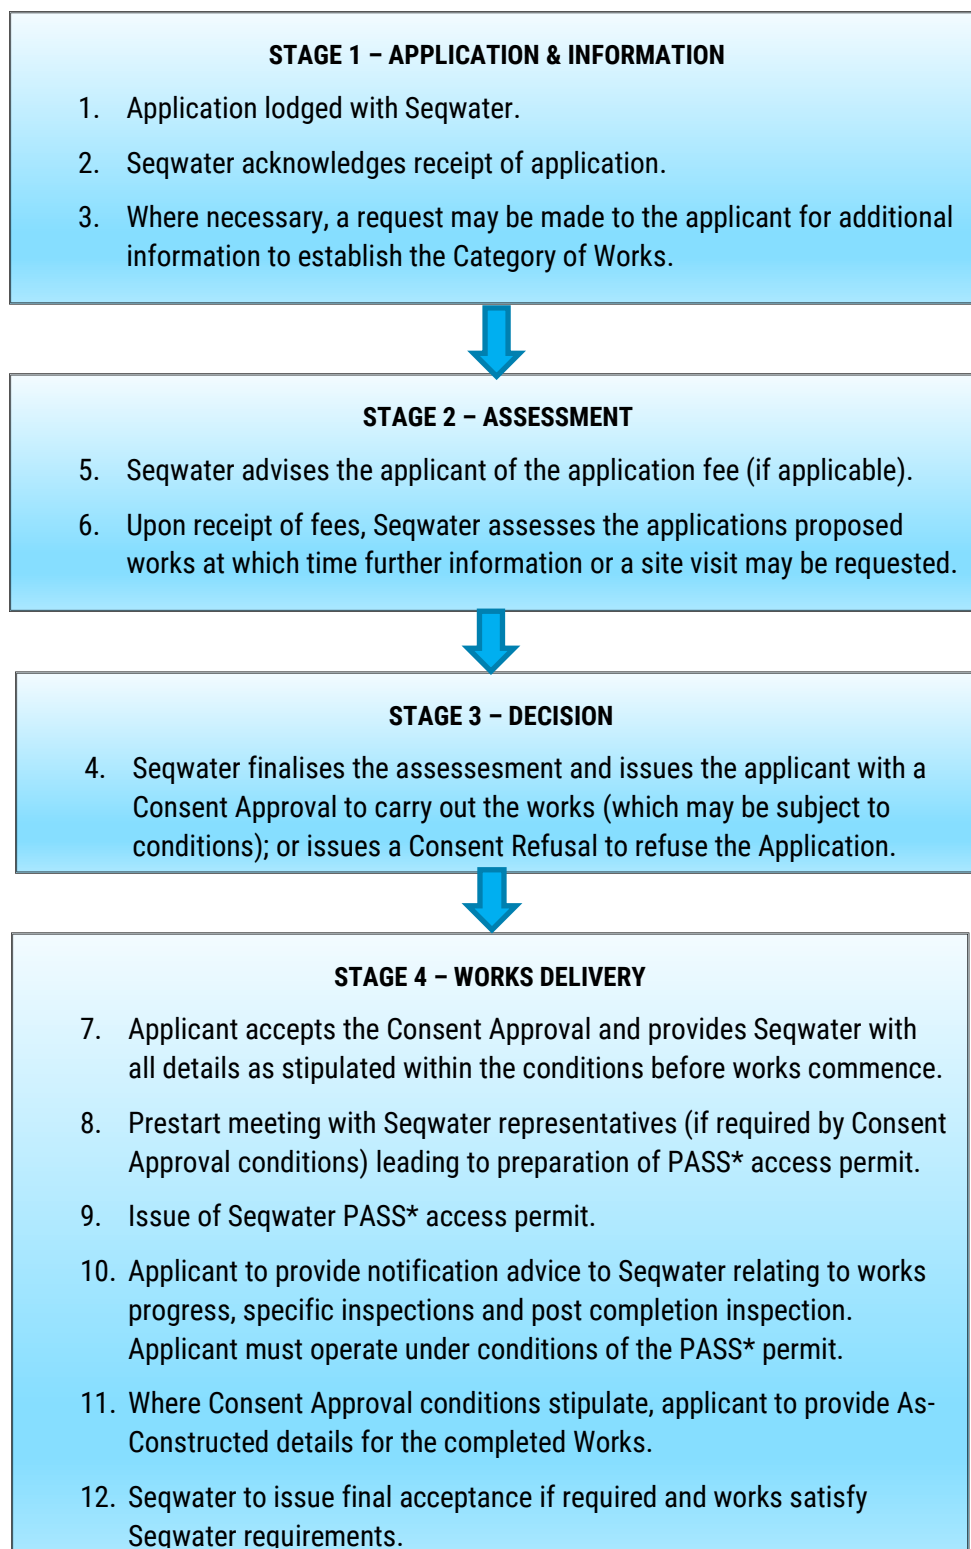 STAGE 1 – APPLICATION & INFORMATION
1. Application lodged with Seqwater.
2. Seqwater acknowledges receipt of application.
3. Where necessary, a request may be made to the applicant for additional
information to establish the Category of Works.
STAGE 2 – ASSESSMENT
5. Seqwater advises the applicant of the application fee (if applicable).
6. Upon receipt of fees, Seqwater assesses the applications proposed
works at which time further information or a site visit may be requested.
STAGE 3 – DECISION
4. Seqwater finalises the assessesment and issues the applicant with a
Consent Approval to carry out the works (which may be subject to
conditions); or issues a Consent Refusal to refuse the Application.
STAGE 4 – WORKS DELIVERY
7. Applicant accepts the Consent Approval and provides Seqwater with
all details as stipulated within the conditions before works commence.
8. Prestart meeting with Seqwater representatives (if required by Consent
Approval conditions) leading to preparation of PASS* access permit.
9. Issue of Seqwater PASS* access permit.
10. Applicant to provide notification advice to Seqwater relating to works
progress, specific inspections and post completion inspection.
Applicant must operate under conditions of the PASS* permit.
11. Where Consent Approval conditions stipulate, applicant to provide As-
Constructed details for the completed Works.
12. Seqwater to issue final acceptance if required and works satisfy
Seqwater requirements.